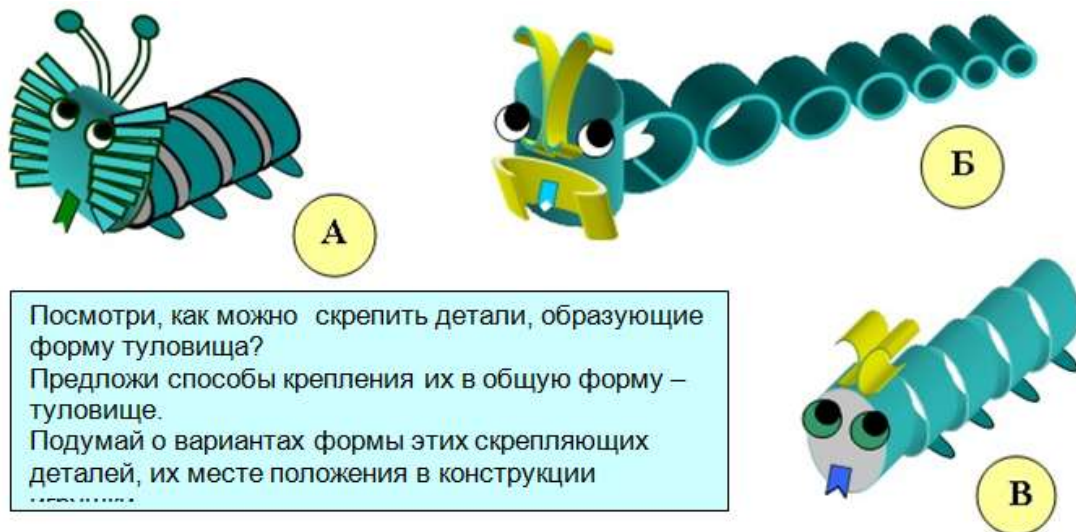 А
Б
Посмотри, как можно скрепить детали, образующие
форму туловища?
Предложи способы крепления их в общую форму –
туловище.
Подумай о вариантах формы этих скрепляющих
деталей, их месте положения в конструкции
В